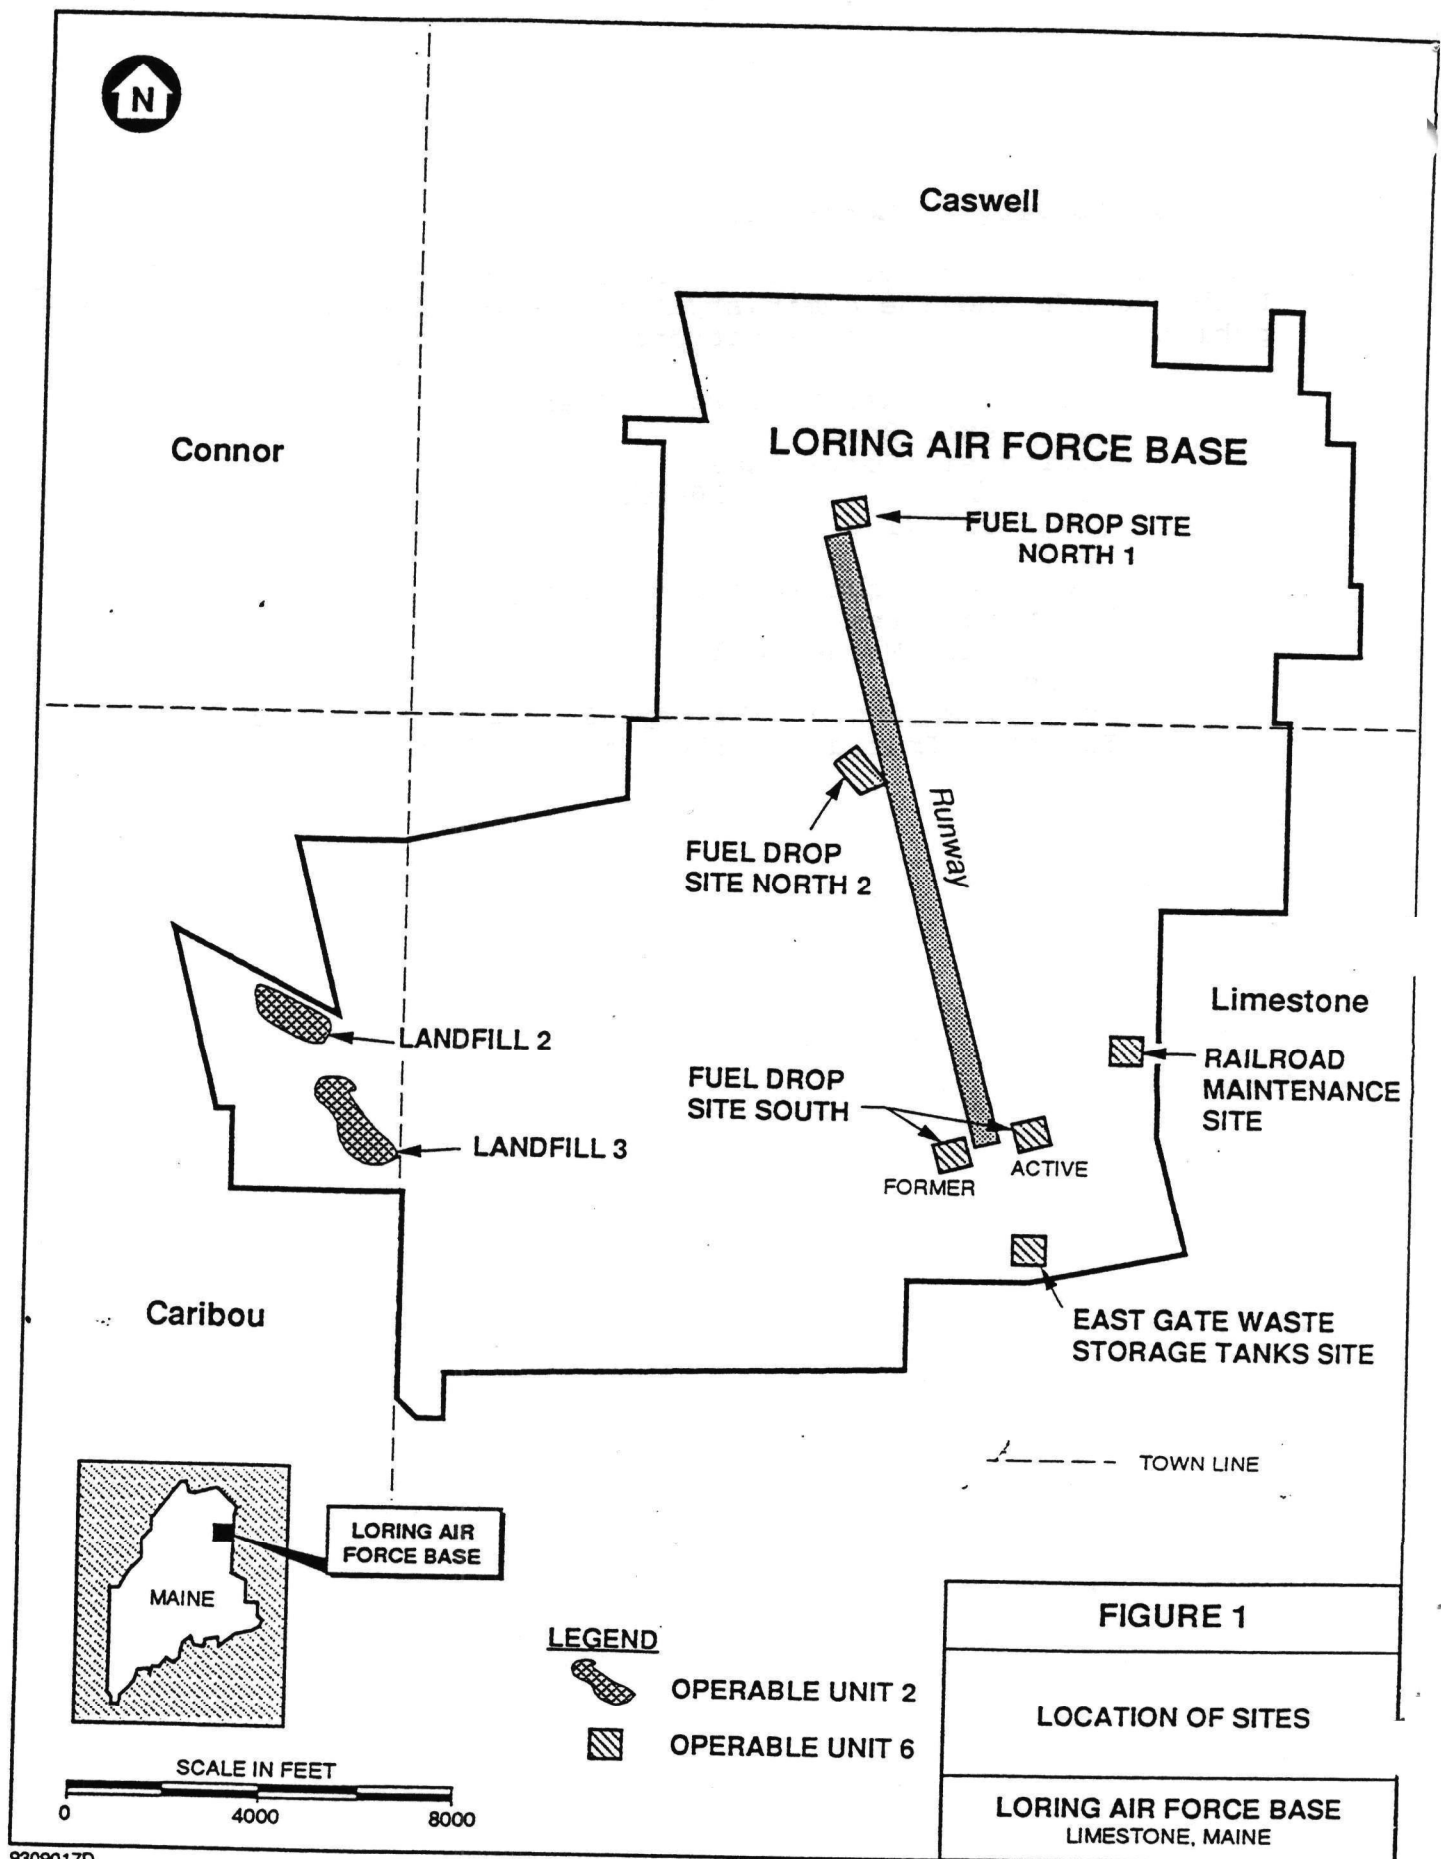 N
Caswell
Connor
LORING AIR FORCE BASE
FUEL DROP SITE
NORTH 1
Runway
FUEL DROP
SITE NORTH 2
Limestone
LANDFILL 2
RAILROAD
MAINTENANCE
SITE
FUEL DROP
SITE SOUTH
LANDFILL 3
ACTIVE
FORMER
Caribou
EAST GATE WASTE
STORAGE TANKS SITE
TOWN LINE
LORING AIR
FORCE BASE
MAINE
LEGEND
OPERABLE UNIT 2
OPERABLE UNIT 6
SCALE IN FEET
0 4000 8000
FIGURE 1
LOCATION OF SITES
LORING AIR FORCE BASE
LIMESTONE, MAINE